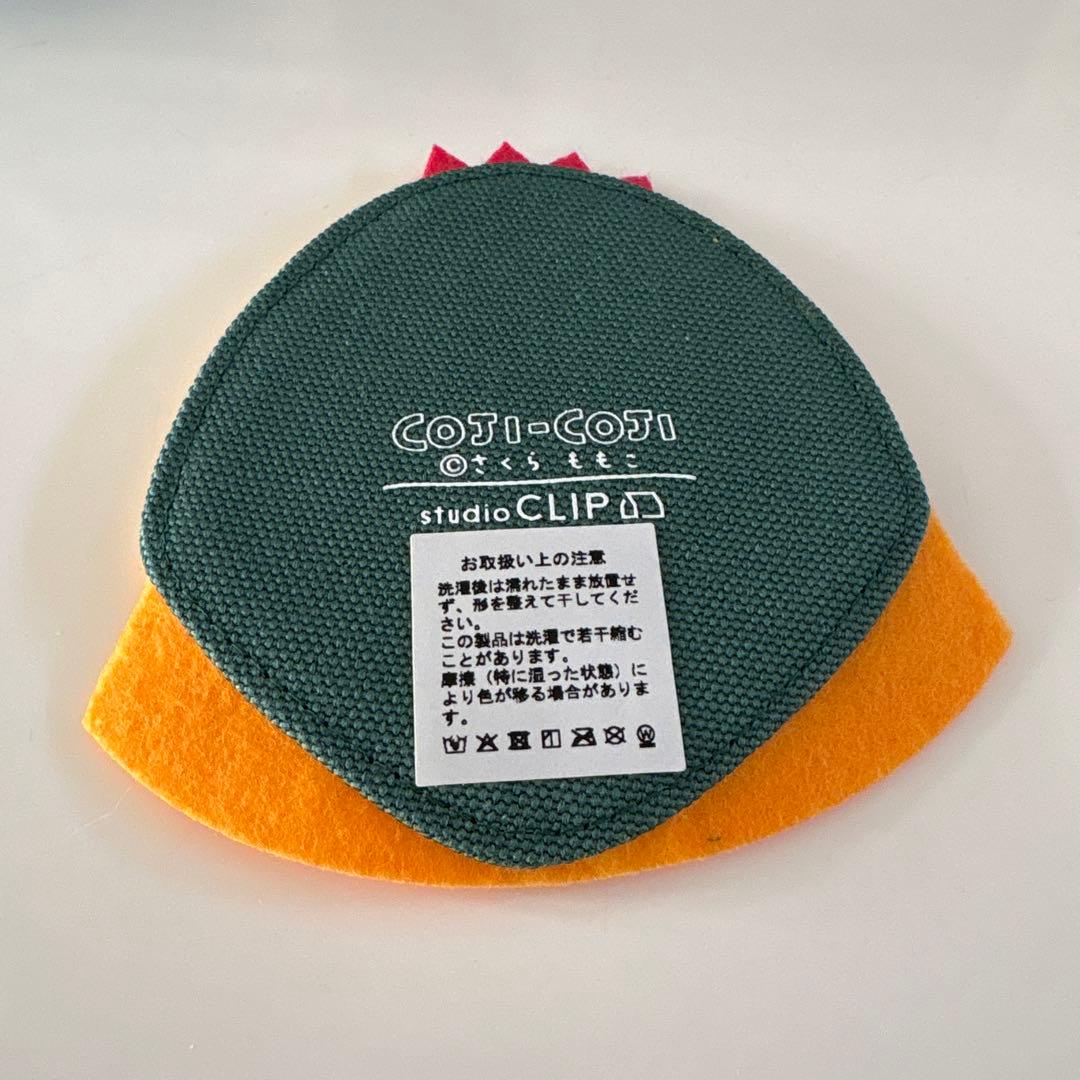 COJI-COJI
©さくら ももこ
studio CLIP
お取扱い上の注意
洗濯後は濡れたまま放置せ
ず、形を整えて干してくだ
さい。
この製品は洗濯で若干縮む
ことがあります。
摩擦（特に湿った状態）に
より色が移る場合がありま
す。
W